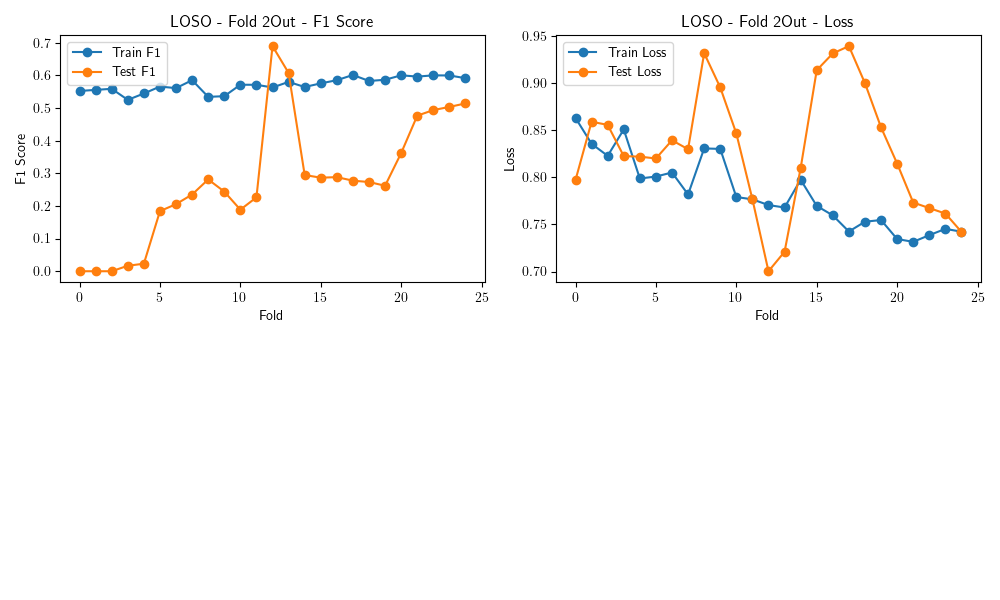 LOSO - Fold 2Out - F1 Score
Train F1
Test F1
F1 Score
0.7
0.6
0.5
0.4
0.3
0.2
0.1
0.0
0 5 10 15 20 25
Fold
LOSO - Fold 2Out - Loss
Train Loss
Test Loss
Loss
0.95
0.90
0.85
0.80
0.75
0.70
0 5 10 15 20 25
Fold